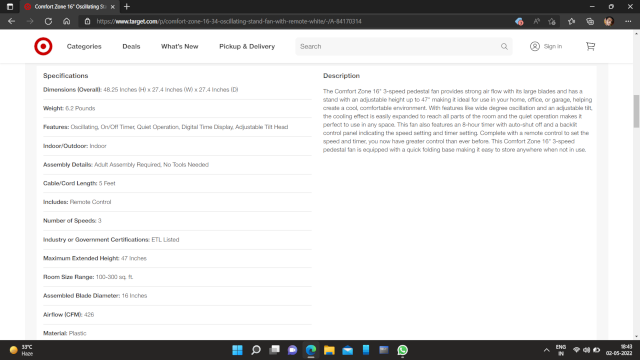 Comfort Zone 16" Oscillating Stan
https://www.target.com/p/comfort-zone-16-34-oscillating-stand-fan-with-remote-white/-/A-84170314
Categories Deals What's New Pickup & Delivery Search Sign in
Specifications
Dimensions (Overall): 48.25 Inches (H) x 27.4 Inches (W) x 27.4 Inches (D)
Weight: 6.2 Pounds
Features: Oscillating, On/Off Timer, Quiet Operation, Digital Time Display, Adjustable Tilt Head
Indoor/Outdoor: Indoor
Assembly Details: Adult Assembly Required, No Tools Needed
Cable/Cord Length: 5 Feet
Includes: Remote Control
Number of Speeds: 3
Industry or Government Certifications: ETL Listed
Maximum Extended Height: 47 Inches
Room Size Range: 100-300 sq. ft.
Assembled Blade Diameter: 16 Inches
Airflow (CFM): 426
Material: Plastic
Description
The Comfort Zone 16" 3-speed pedestal fan provides strong air flow with its large blades and has a
stand with an adjustable height up to 47" making it ideal for use in your home, office, or garage, helping
create a cool, comfortable environment. With features like wide degree oscillation and an adjustable tilt,
the cooling effect is easily expanded to reach all parts of the room and the quiet operation makes it
perfect to use in any space. This fan also features an 8-hour timer with auto-shut off and a backlit
control panel indicating the speed setting and timer setting. Complete with a remote control to set the
speed and timer, you now have greater control than ever before. This Comfort Zone 16" 3-speed
pedestal fan is equipped with a quick folding base making it easy to store anywhere when not in use.
33°C
Haze
ENG
IN
18:43
02-05-2022